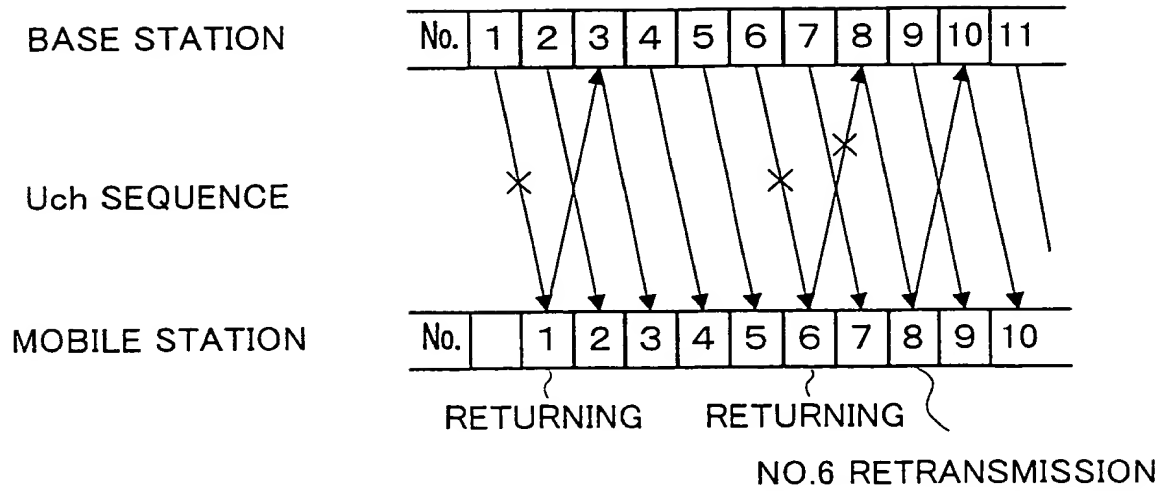 BASE STATION No. 1 2 3 4 5 6 7 8 9 10 11
Uch SEQUENCE
MOBILE STATION No. 1 2 3 4 5 6 7 8 9 10
RETURNING RETURNING
NO.6 RETRANSMISSION